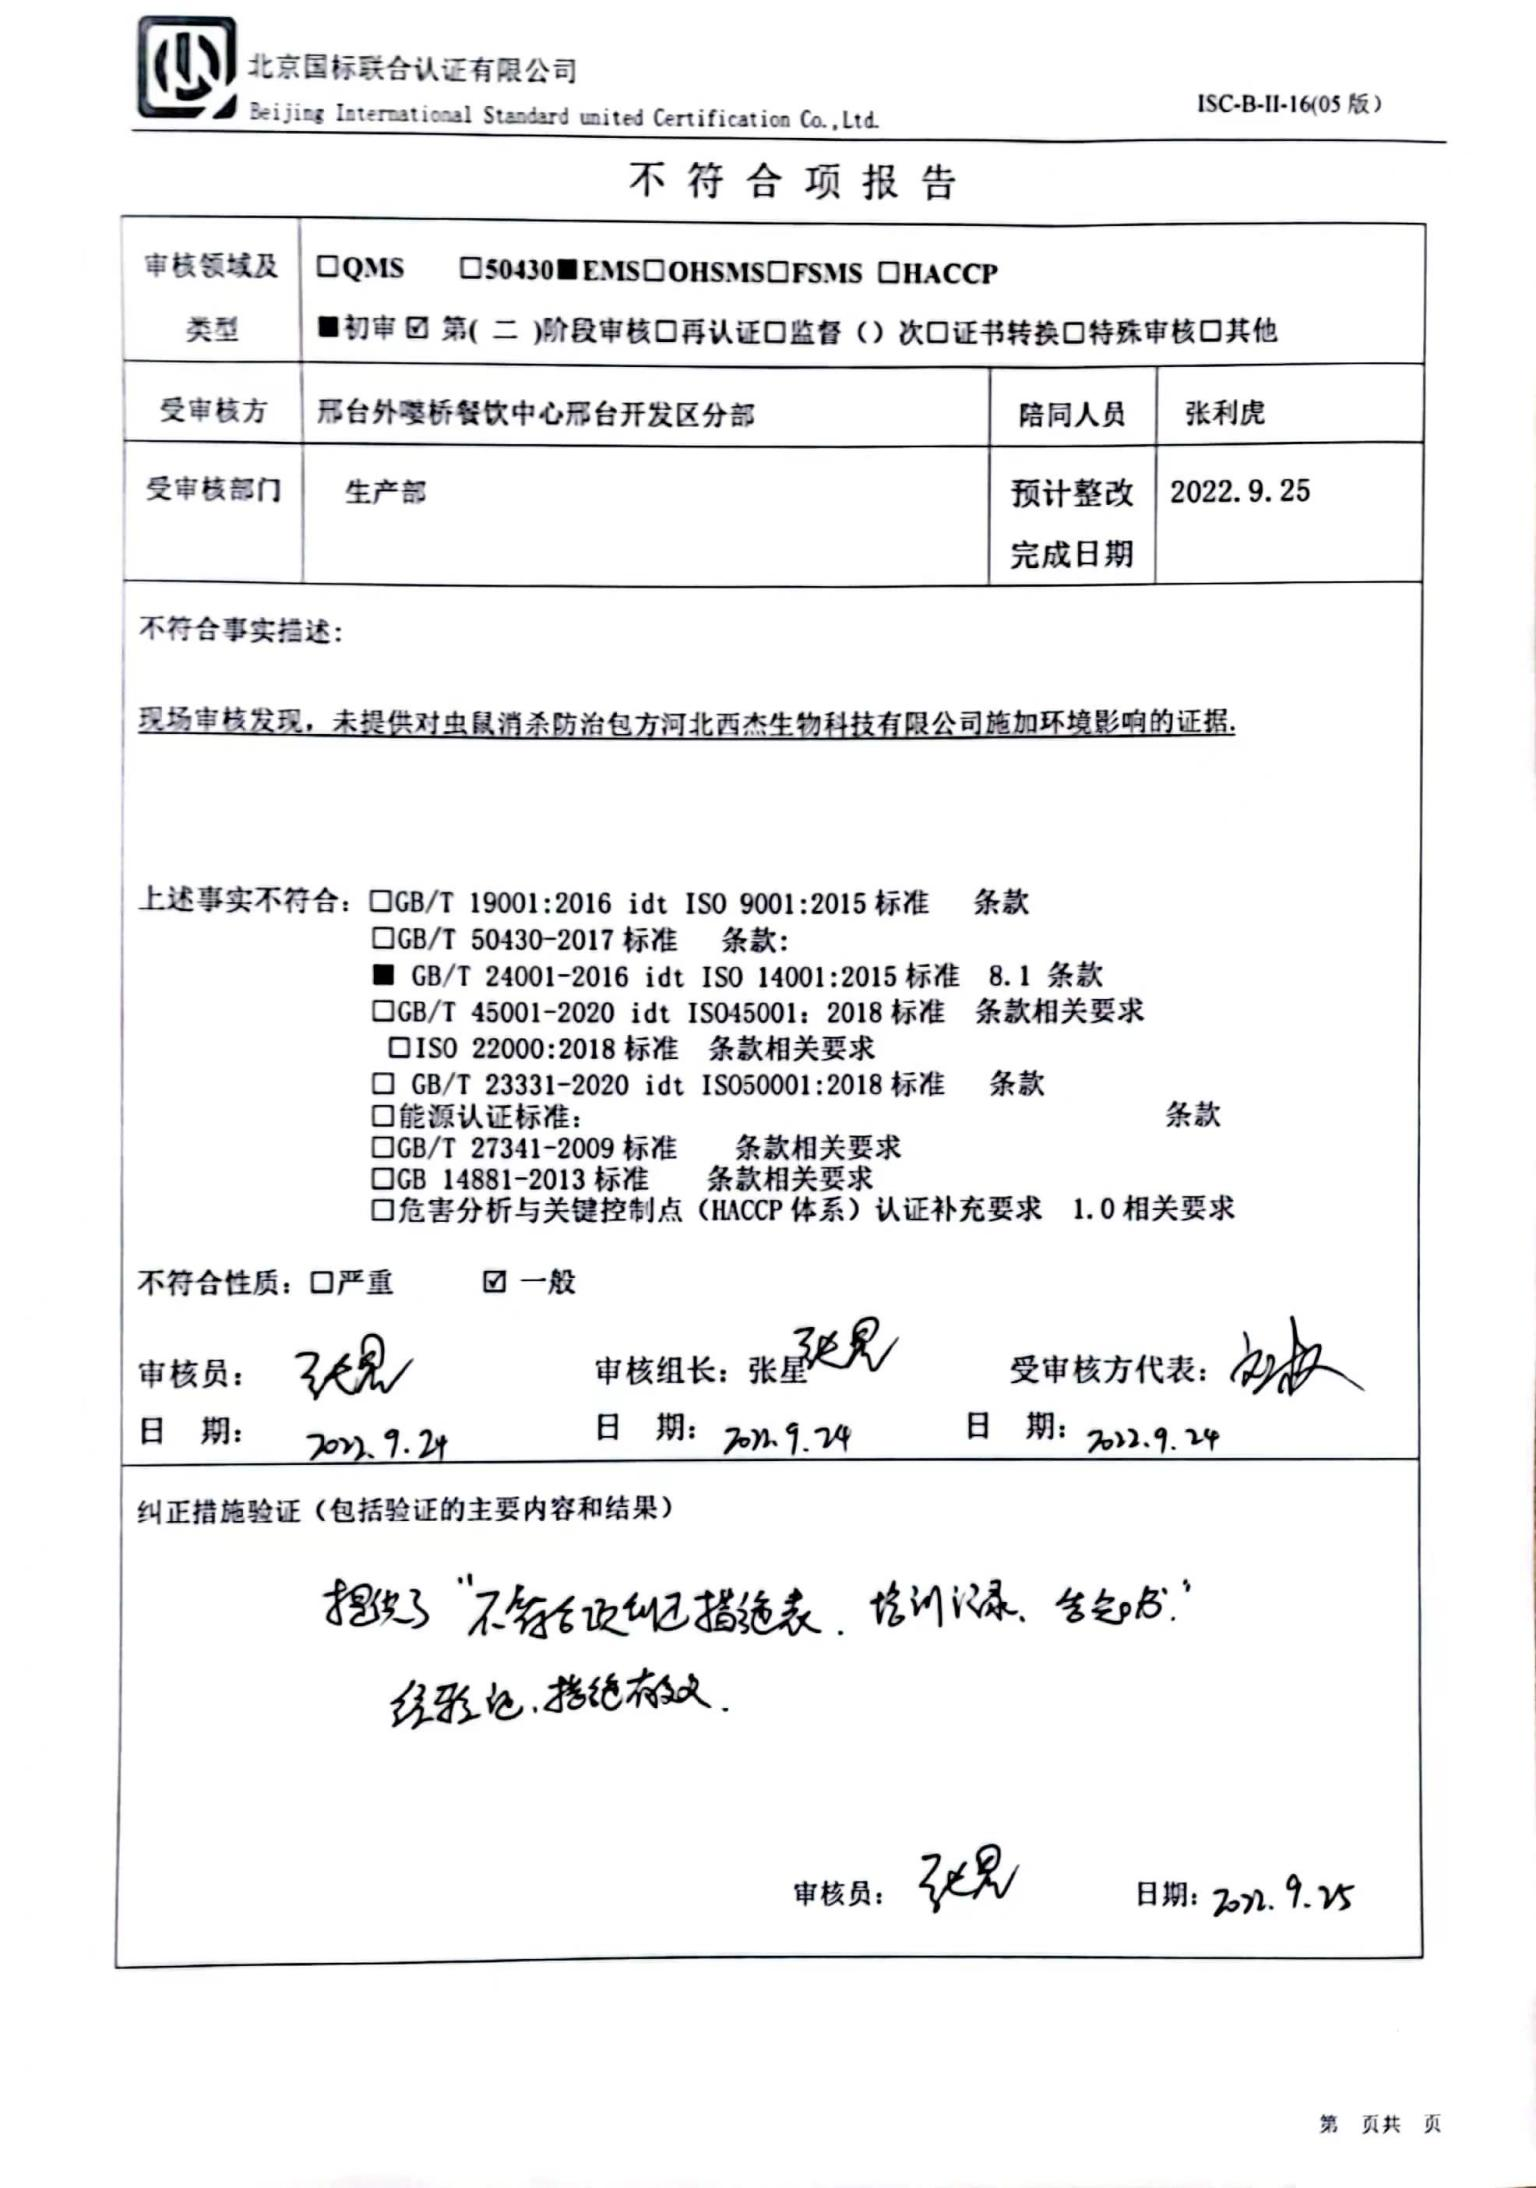 北京国标联合认证有限公司
Beijing International Standard united Certification Co.,Ltd.
ISC-B-II-16(05 版)
不符合项报告
审核领域及类型
□QMS □50430■EMS□OHSMS□FSMS □HACCP
■初审☑ 第( 二 )阶段审核□再认证□监督（）次□证书转换□特殊审核□其他
受审核方 邢台外噻桥餐饮中心邢台开发区分部 陪同人员 张利虎
受审核部门 生产部 预计整改完成日期 2022.9.25
不符合事实描述:
现场审核发现，未提供对虫鼠消杀防治包方河北西杰生物科技有限公司施加环境影响的证据.
上述事实不符合: □GB/T 19001:2016 idt ISO 9001:2015 标准 条款
□GB/T 50430-2017 标准 条款:
■ GB/T 24001-2016 idt ISO 14001:2015 标准 8.1 条款
□GB/T 45001-2020 idt ISO45001: 2018 标准 条款相关要求
□ISO 22000:2018 标准 条款相关要求
□ GB/T 23331-2020 idt ISO50001:2018 标准 条款
□能源认证标准: 条款
□GB/T 27341-2009 标准 条款相关要求
□GB 14881-2013 标准 条款相关要求
□危害分析与关键控制点（HACCP 体系）认证补充要求 1.0 相关要求
不符合性质: □严重 ☑ 一般
审核员: 审核组长: 张星 受审核方代表:
日 期: 2022.9.24 日 期: 2022.9.24 日 期: 2022.9.24
纠正措施验证（包括验证的主要内容和结果）
提供了“不符合项纠正措施表、培训记录、告知书.”
经验证,措施有效.
审核员: 日期: 2022.9.25
第 页共 页